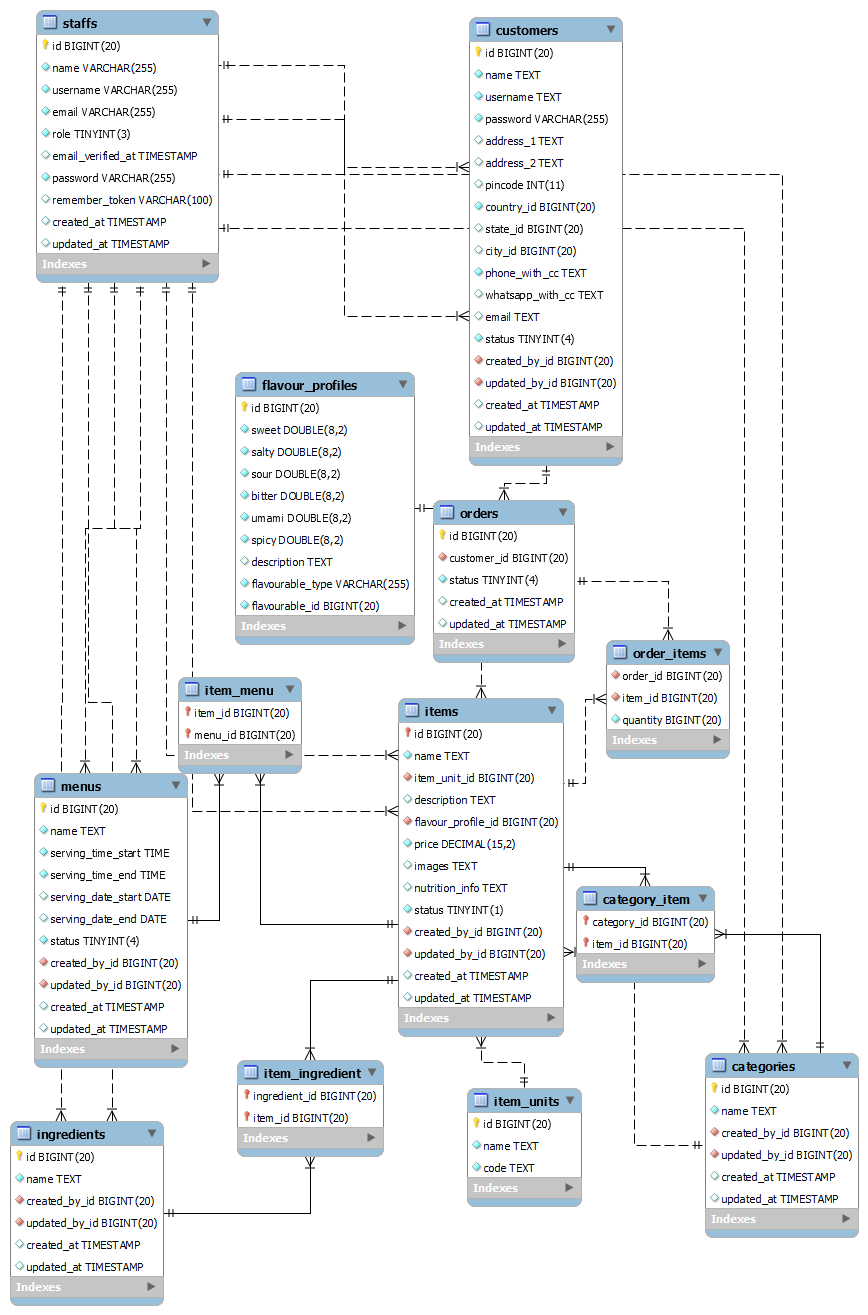 staffs
id BIGINT(20)
name VARCHAR(255)
username VARCHAR(255)
email VARCHAR(255)
role TINYINT(3)
email_verified_at TIMESTAMP
password VARCHAR(255)
remember_token VARCHAR(100)
created_at TIMESTAMP
updated_at TIMESTAMP
Indexes
customers
id BIGINT(20)
name TEXT
username TEXT
password VARCHAR(255)
address_1 TEXT
address_2 TEXT
pincode INT(11)
country_id BIGINT(20)
state_id BIGINT(20)
city_id BIGINT(20)
phone_with_cc TEXT
whatsapp_with_cc TEXT
email TEXT
status TINYINT(4)
created_by_id BIGINT(20)
updated_by_id BIGINT(20)
created_at TIMESTAMP
updated_at TIMESTAMP
Indexes
flavour_profiles
id BIGINT(20)
sweet DOUBLE(8,2)
salty DOUBLE(8,2)
sour DOUBLE(8,2)
bitter DOUBLE(8,2)
umami DOUBLE(8,2)
spicy DOUBLE(8,2)
description TEXT
flavourable_type VARCHAR(255)
flavourable_id BIGINT(20)
Indexes
orders
id BIGINT(20)
customer_id BIGINT(20)
status TINYINT(4)
created_at TIMESTAMP
updated_at TIMESTAMP
Indexes
order_items
order_id BIGINT(20)
item_id BIGINT(20)
quantity BIGINT(20)
Indexes
item_menu
item_id BIGINT(20)
menu_id BIGINT(20)
Indexes
items
id BIGINT(20)
name TEXT
item_unit_id BIGINT(20)
description TEXT
flavour_profile_id BIGINT(20)
price DECIMAL(15,2)
images TEXT
nutrition_info TEXT
status TINYINT(1)
created_by_id BIGINT(20)
updated_by_id BIGINT(20)
created_at TIMESTAMP
updated_at TIMESTAMP
Indexes
menus
id BIGINT(20)
name TEXT
serving_time_start TIME
serving_time_end TIME
serving_date_start DATE
serving_date_end DATE
status TINYINT(4)
created_by_id BIGINT(20)
updated_by_id BIGINT(20)
created_at TIMESTAMP
updated_at TIMESTAMP
Indexes
category_item
category_id BIGINT(20)
item_id BIGINT(20)
Indexes
item_ingredient
ingredient_id BIGINT(20)
item_id BIGINT(20)
Indexes
item_units
id BIGINT(20)
name TEXT
code TEXT
Indexes
categories
id BIGINT(20)
name TEXT
created_by_id BIGINT(20)
updated_by_id BIGINT(20)
created_at TIMESTAMP
updated_at TIMESTAMP
Indexes
ingredients
id BIGINT(20)
name TEXT
created_by_id BIGINT(20)
updated_by_id BIGINT(20)
created_at TIMESTAMP
updated_at TIMESTAMP
Indexes